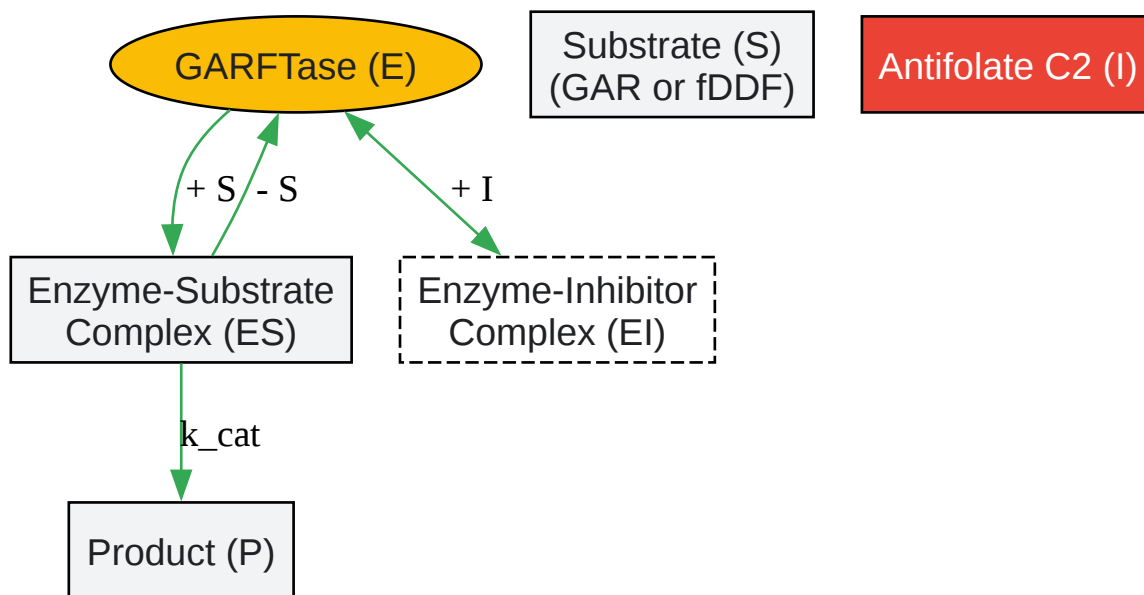 GARFTase (E)
Substrate (S)
(GAR or fDDF)
Antifolate C2 (I)
+ S
- S
+ I
Enzyme-Substrate
Complex (ES)
Enzyme-Inhibitor
Complex (EI)
k_cat
Product (P)